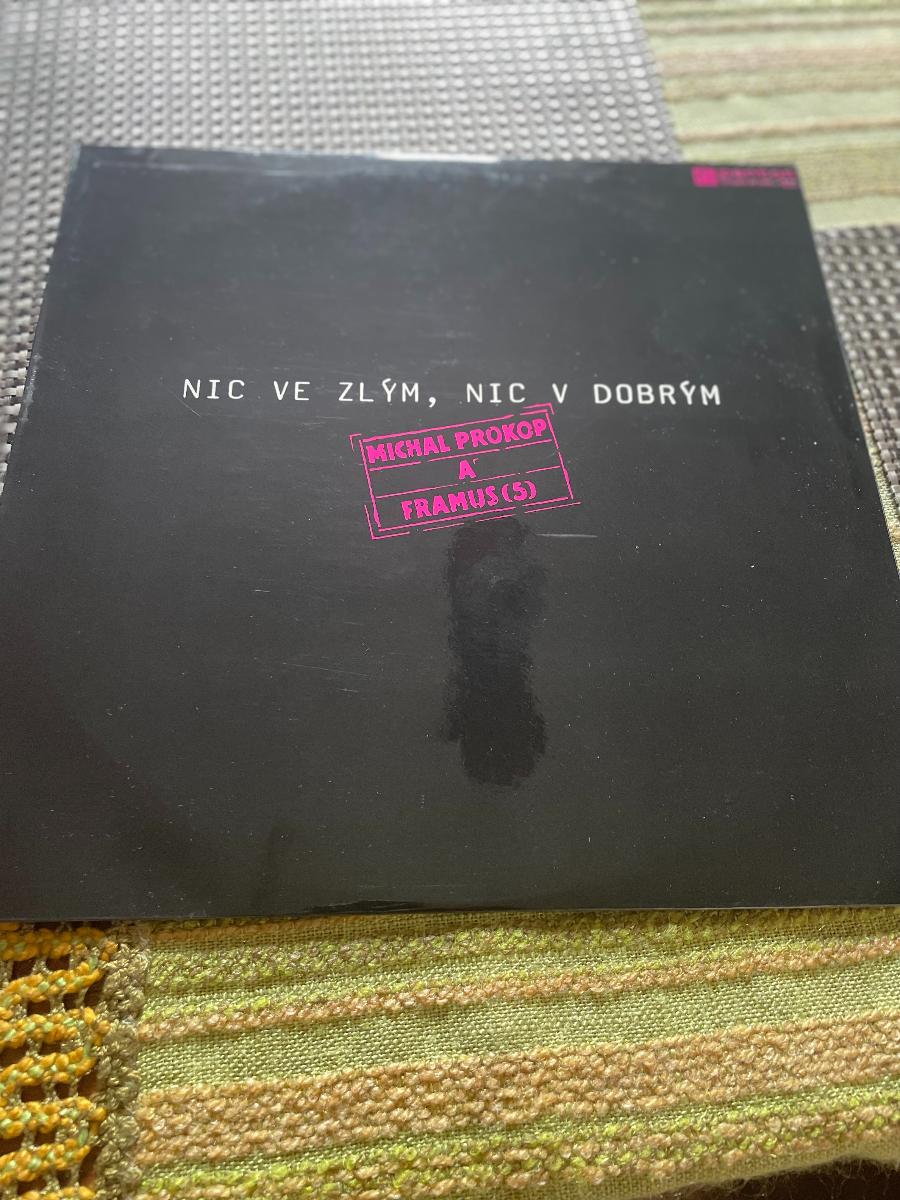 NIC VE ZLÝM, NIC V DOBRÝM
MICHAL PROKOP
A
FRAMUS (5)